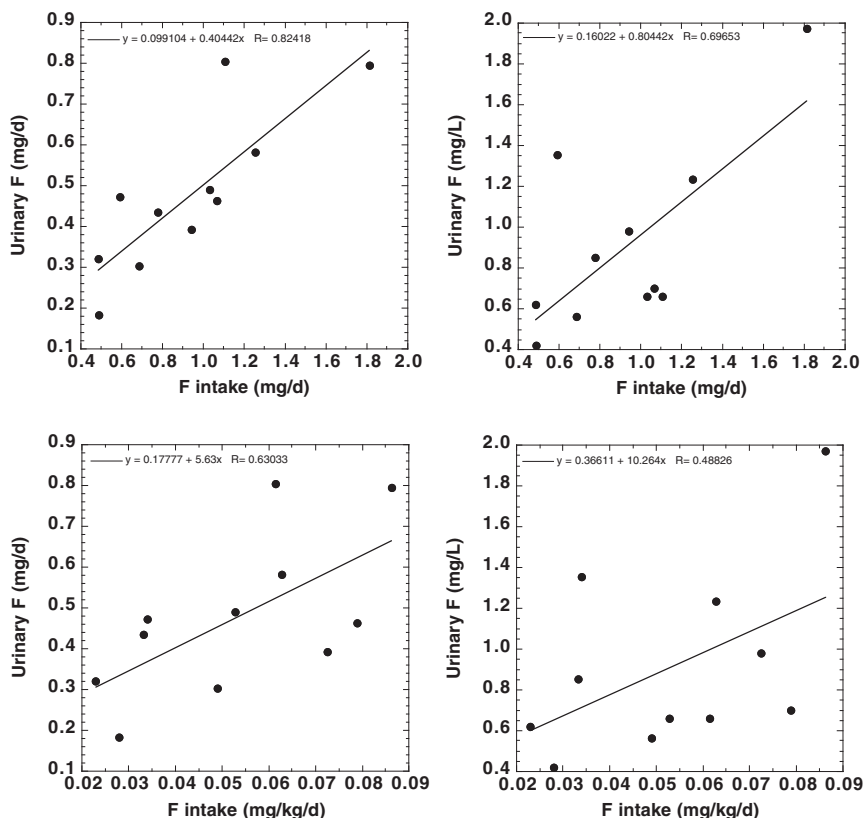 y = 0.099104 + 0.40442x R= 0.82418
0.9
0.8
0.7
0.6
0.5
0.4
0.3
0.2
0.1
Urinary F (mg/d)
0.4 0.6 0.8 1.0 1.2 1.4 1.6 1.8 2.0
F intake (mg/d)
y = 0.16022 + 0.80442x R= 0.69653
2.0
1.8
1.6
1.4
1.2
1.0
0.8
0.6
0.4
Urinary F (mg/L)
0.4 0.6 0.8 1.0 1.2 1.4 1.6 1.8 2.0
F intake (mg/d)
y = 0.17777 + 5.63x R= 0.63033
0.9
0.8
0.7
0.6
0.5
0.4
0.3
0.2
0.1
Urinary F (mg/d)
0.02 0.03 0.04 0.05 0.06 0.07 0.08 0.09
F intake (mg/kg/d)
y = 0.36611 + 10.264x R= 0.48826
2.0
1.8
1.6
1.4
1.2
1.0
0.8
0.6
0.4
Urinary F (mg/L)
0.02 0.03 0.04 0.05 0.06 0.07 0.08 0.09
F intake (mg/kg/d)